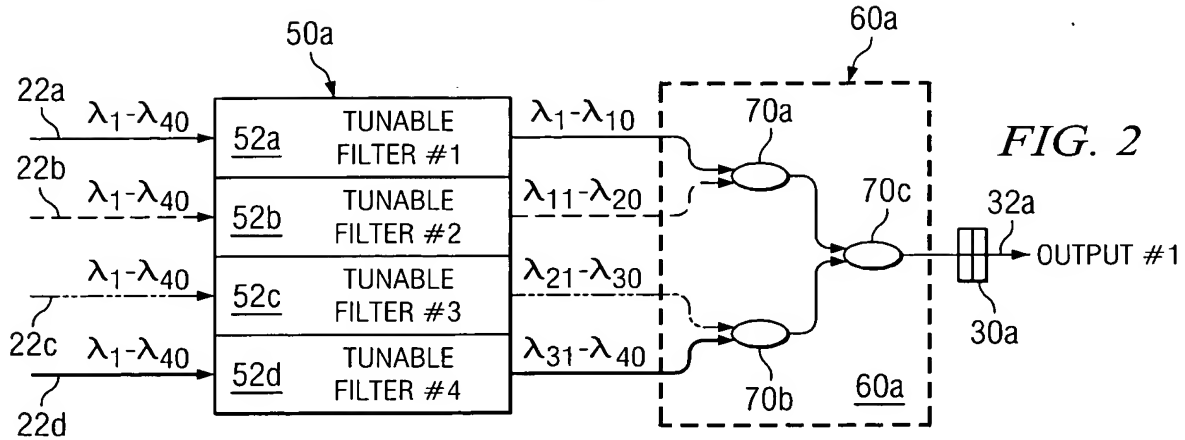 50a
60a
22a
λ1-λ40
52a
TUNABLE
FILTER #1
λ1-λ10
70a
FIG. 2
22b
λ1-λ40
52b
TUNABLE
FILTER #2
λ11-λ20
70c
32a
OUTPUT #1
λ1-λ40
52c
TUNABLE
FILTER #3
λ21-λ30
30a
22c
λ1-λ40
52d
TUNABLE
FILTER #4
λ31-λ40
70b
60a
22d